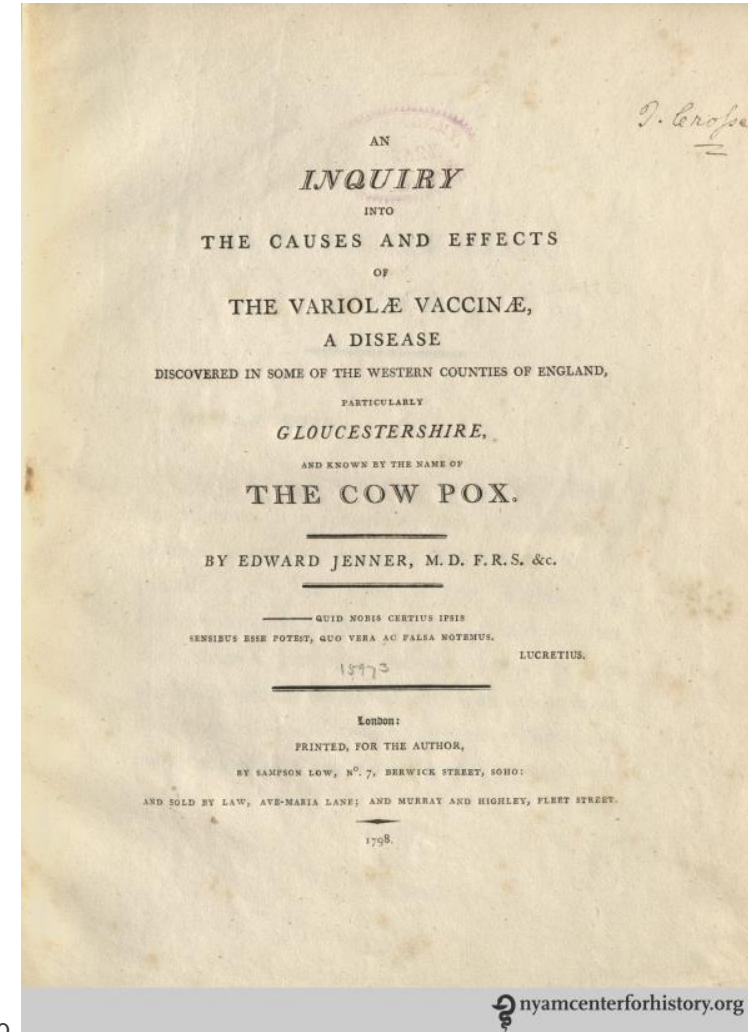 J. Crosse
AN
INQUIRY
INTO
THE CAUSES AND EFFECTS
OF
THE VARIOLÆ VACCINÆ,
A DISEASE
DISCOVERED IN SOME OF THE WESTERN COUNTIES OF ENGLAND,
PARTICULARLY
GLOUCESTERSHIRE,
AND KNOWN BY THE NAME OF
THE COW POX.
BY EDWARD JENNER, M.D. F.R.S. &c.
QUID NOBIS CERTIUS IPSIS
SENSIBUS ESSE POTEST, QUO VERA AC FALSA NOTEMUS.
LUCRETIUS.
15973
London:
PRINTED, FOR THE AUTHOR,
BY SAMPSON LOW, Nº. 7, BERWICK STREET, SOHO:
AND SOLD BY LAW, AVE-MARIA LANE; AND MURRAY AND HIGHLEY, FLEET STREET.
1798.
nyamcenterforhistory.org